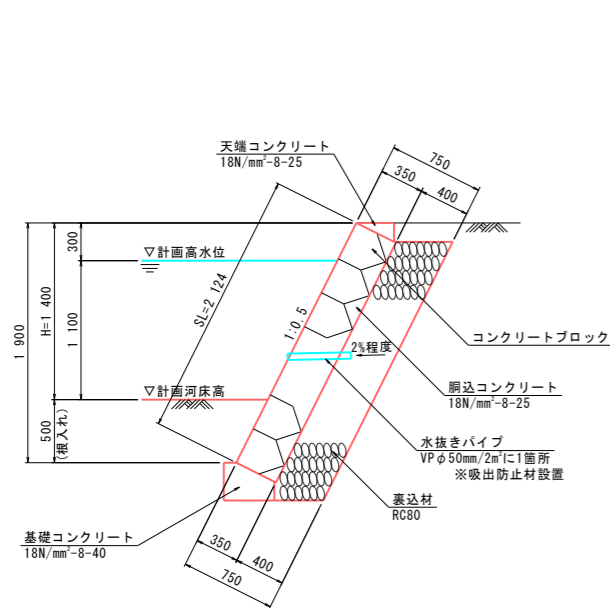 天端コンクリート
18N/mm²-8-25
750
350
400
300
▽計画高水位
SL=2 124
1:0.5
1 900
H=1 400
1 100
コンクリートブロック
2%程度
▽計画河床高
胴込コンクリート
18N/mm²-8-25
500
(根入れ)
水抜きパイプ
VPφ50mm/2m²に1箇所
※吸出防止材設置
裏込材
RC80
基礎コンクリート
18N/mm²-8-40
350
400
750